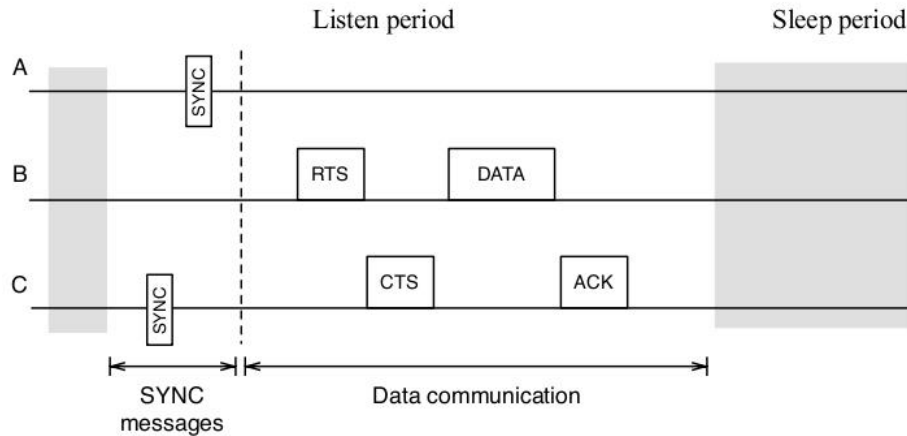 Listen period
Sleep period
A
SYNC
B
RTS
DATA
C
SYNC
CTS
ACK
SYNC
messages
Data communication